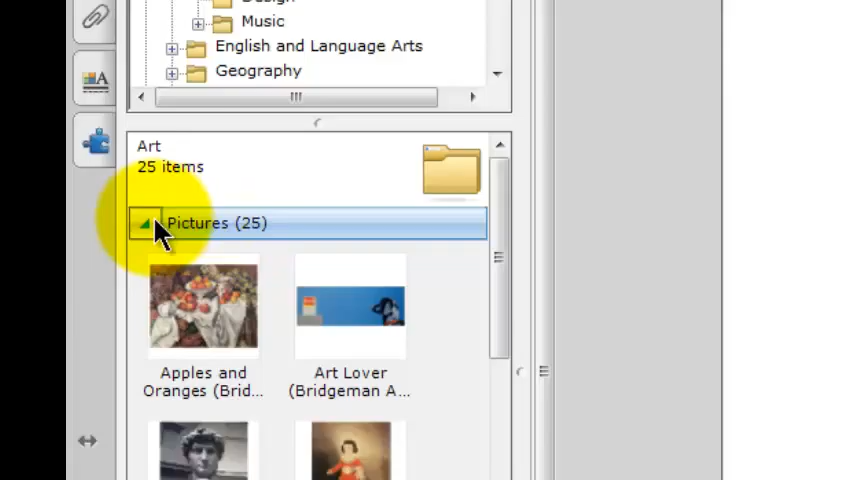 Music
English and Language Arts
Geography
Art
25 items
Pictures (25)
Apples and
Oranges (Brid...
Art Lover
(Bridgeman A...